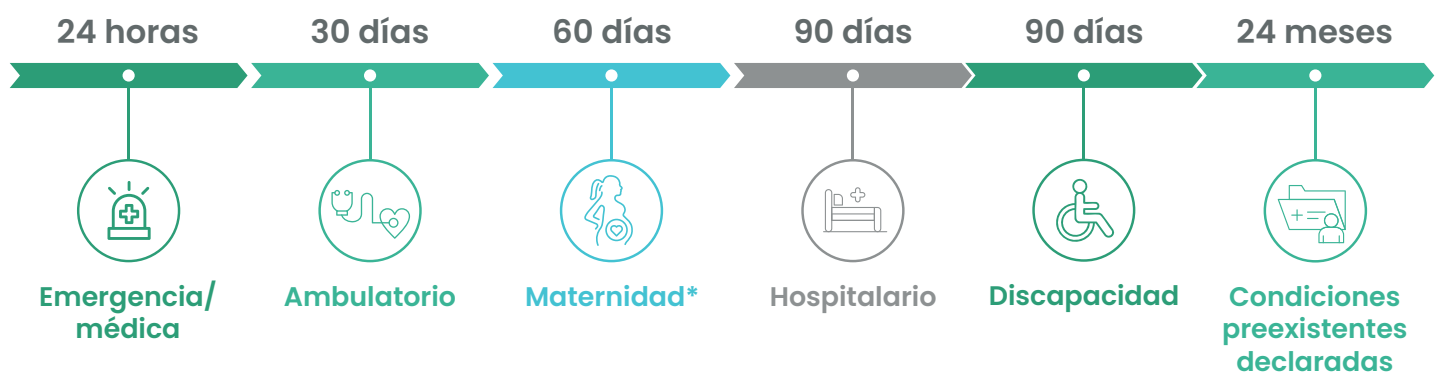 24 horas
30 días
60 días
90 días
90 días
24 meses
Emergencia/
médica
Ambulatorio
Maternidad*
Hospitalario
Discapacidad
Condiciones
preexistentes
declaradas